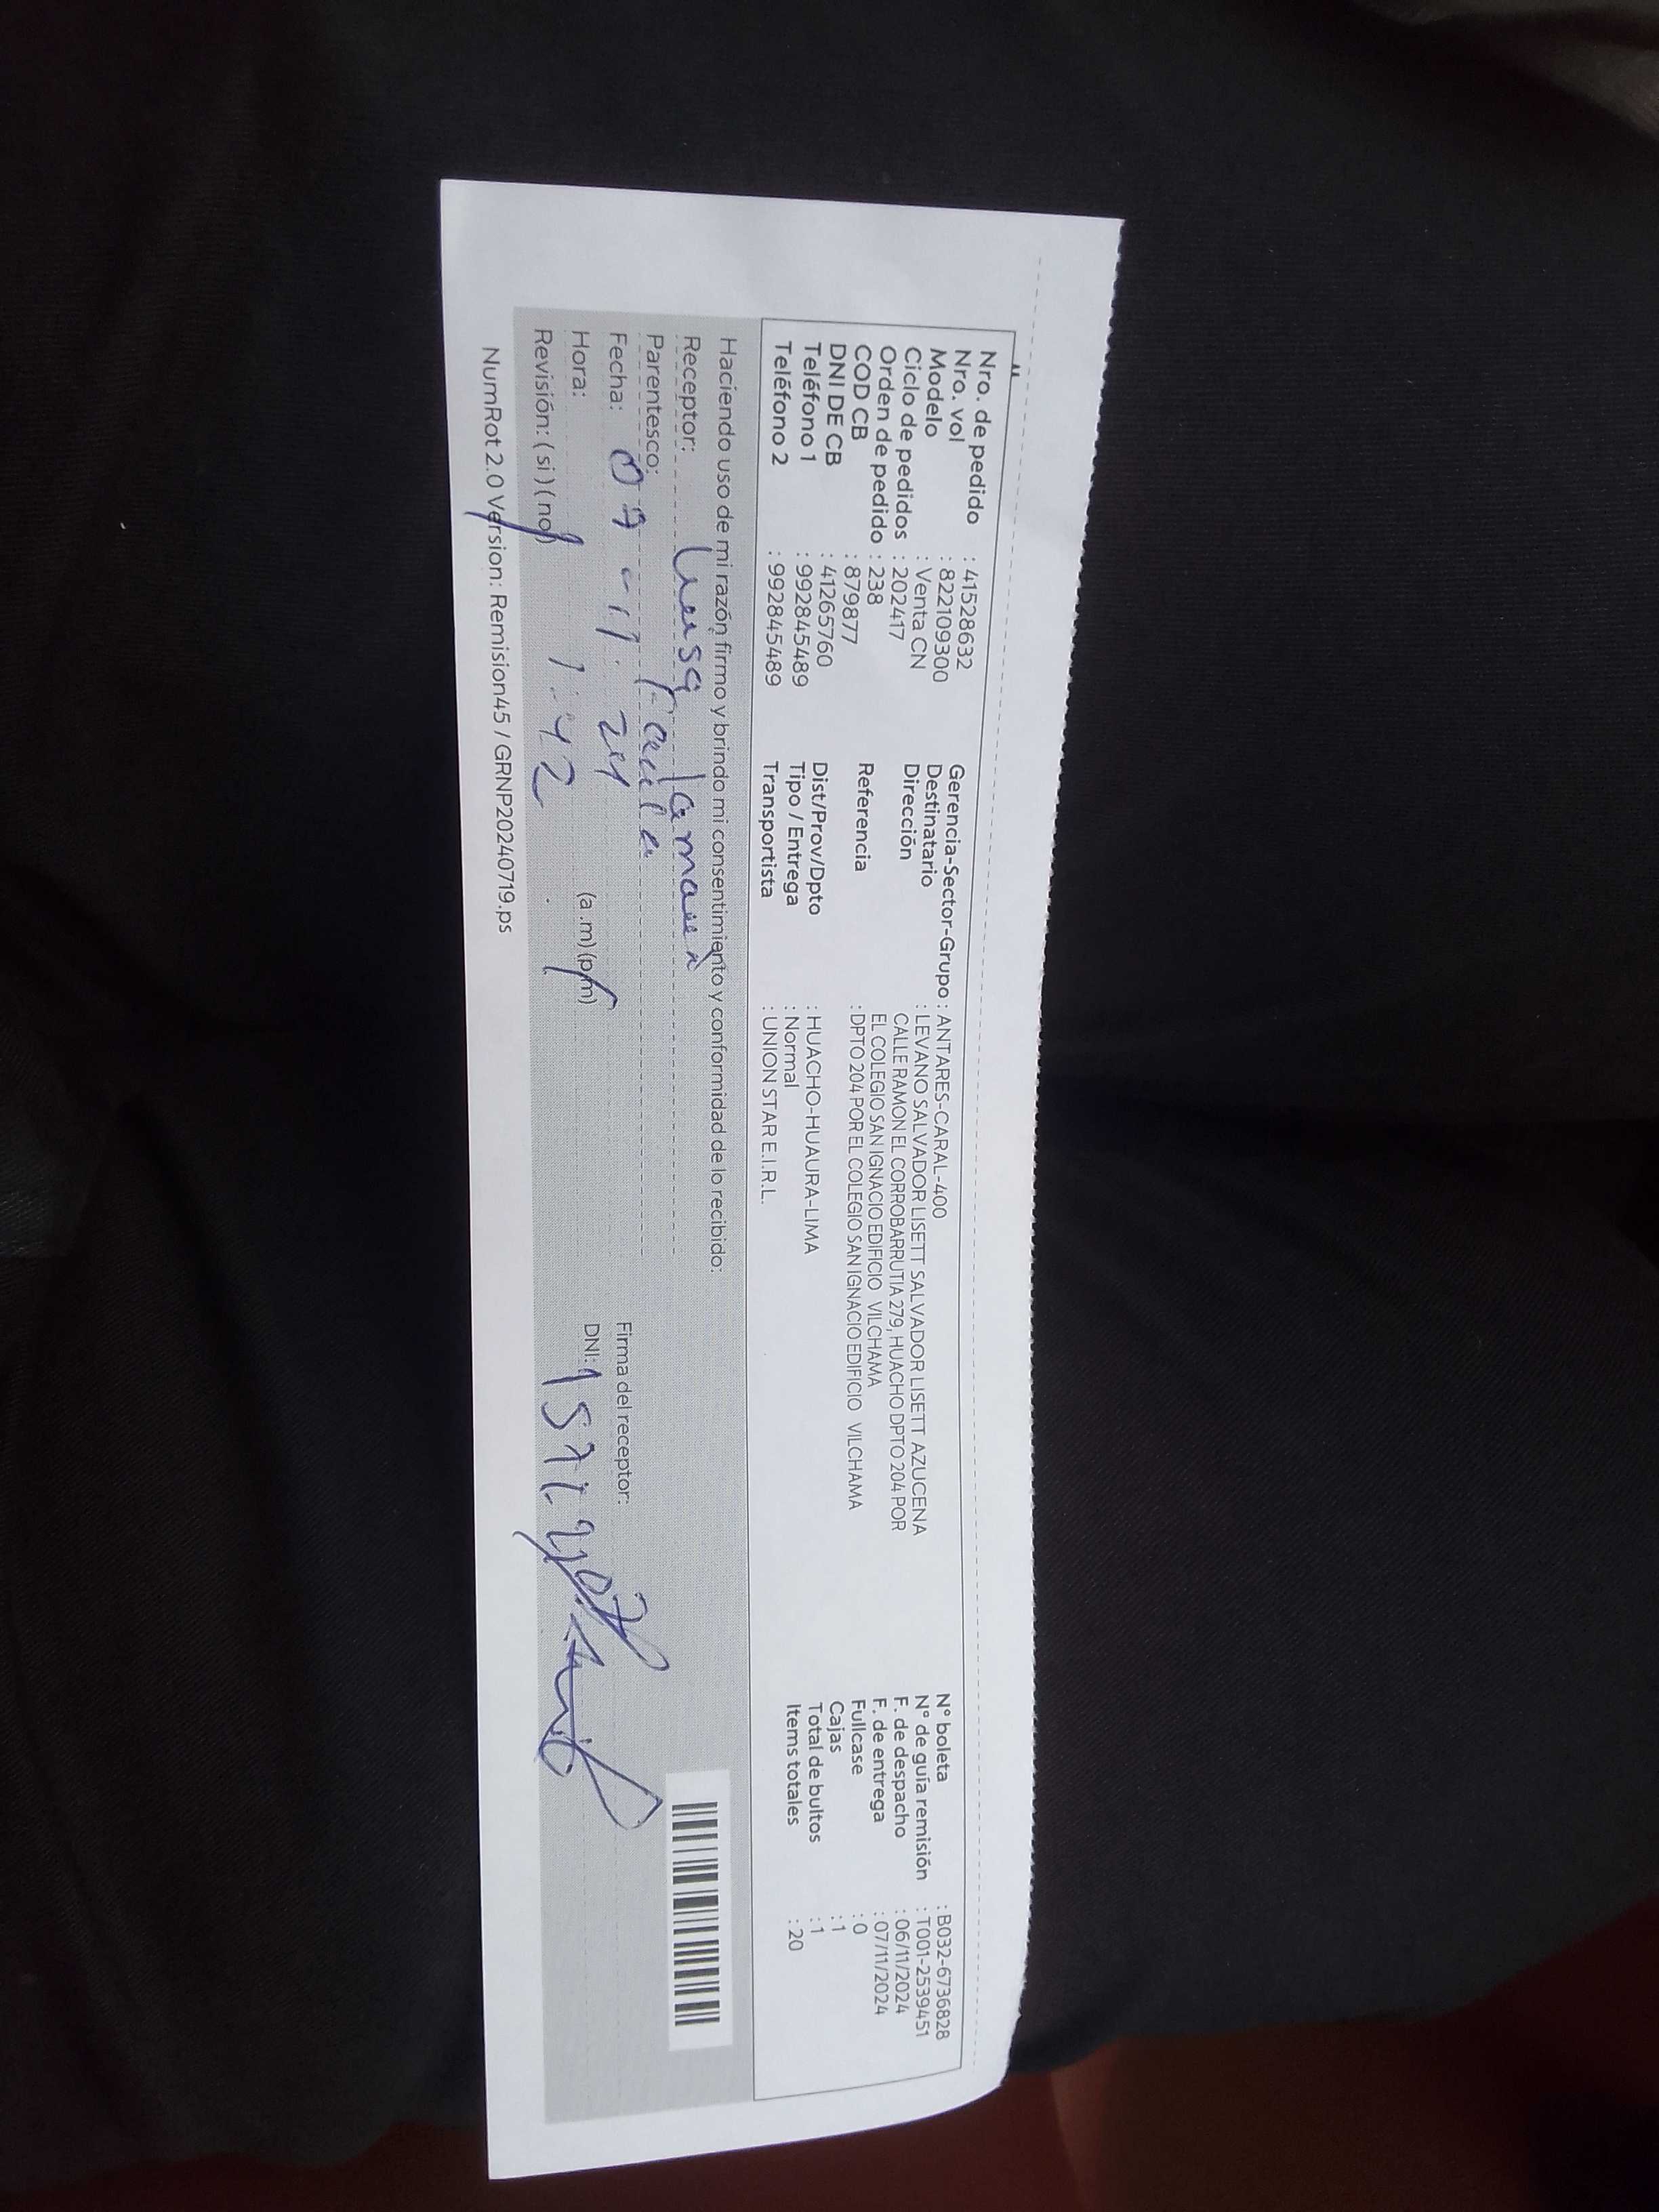 Nro. de pedido : 41528632
Nro. vol : 822109300
Modelo : Venta CN
Ciclo de pedidos : 202417
Orden de pedido : 238
COD CB : 879877
DNI DE CB : 41265760
Teléfono 1 : 992845489
Teléfono 2 : 992845489
Gerencia-Sector-Grupo : ANTARES-CARAL-400
Destinatario : LEVANO SALVADOR LISETT SALVADOR LISETT AZUCENA
Dirección CALLE RAMON EL CORROBARRUTIA 279, HUACHO DPTO 204 POR
EL COLEGIO SAN IGNACIO EDIFICIO VILCHAMA
Referencia : DPTO 204 POR EL COLEGIO SAN IGNACIO EDIFICIO VILCHAMA
Dist/Prov/Dpto : HUACHO-HUAURA-LIMA
Tipo / Entrega : Normal
Transportista : UNION STAR E.I.R.L.
N° boleta : B032-6736828
N° de guía remisión : T001-2539451
F. de despacho : 06/11/2024
F. de entrega : 07/11/2024
Fullcase : 0
Cajas : 1
Total de bultos : 1
Items totales : 20
Haciendo uso de mi razón firmo y brindo mi consentimiento y conformidad de lo recibido:
Receptor:
Parentesco:
Fecha: 07-11-24
Hora: 1:42 (a.m) (p.m)
Revisión: ( si ) ( no )
Firma del receptor:
DNI:
NumRot 2.0 Version: Remision45 / GRNP20240719.ps